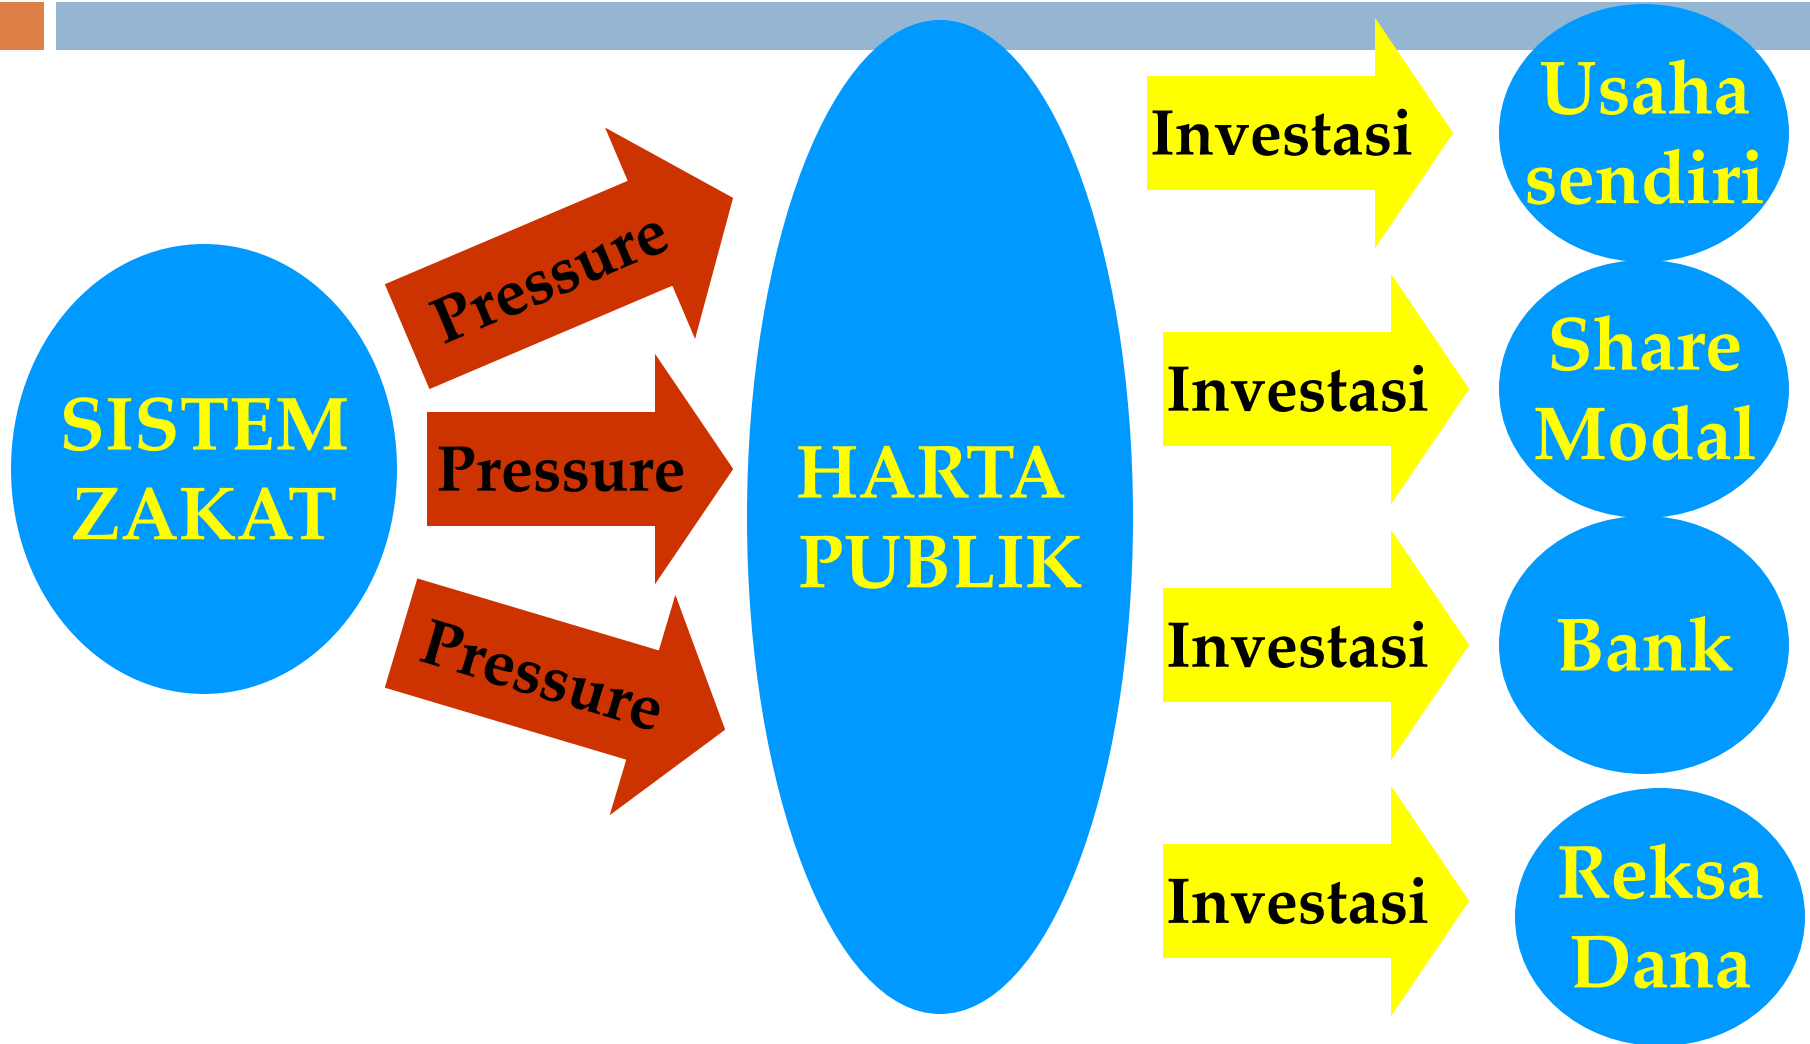 SISTEM
ZAKAT
Pressure
Pressure
Pressure
HARTA
PUBLIK
Investasi
Usaha
sendiri
Investasi
Share
Modal
Investasi
Bank
Investasi
Reksa
Dana